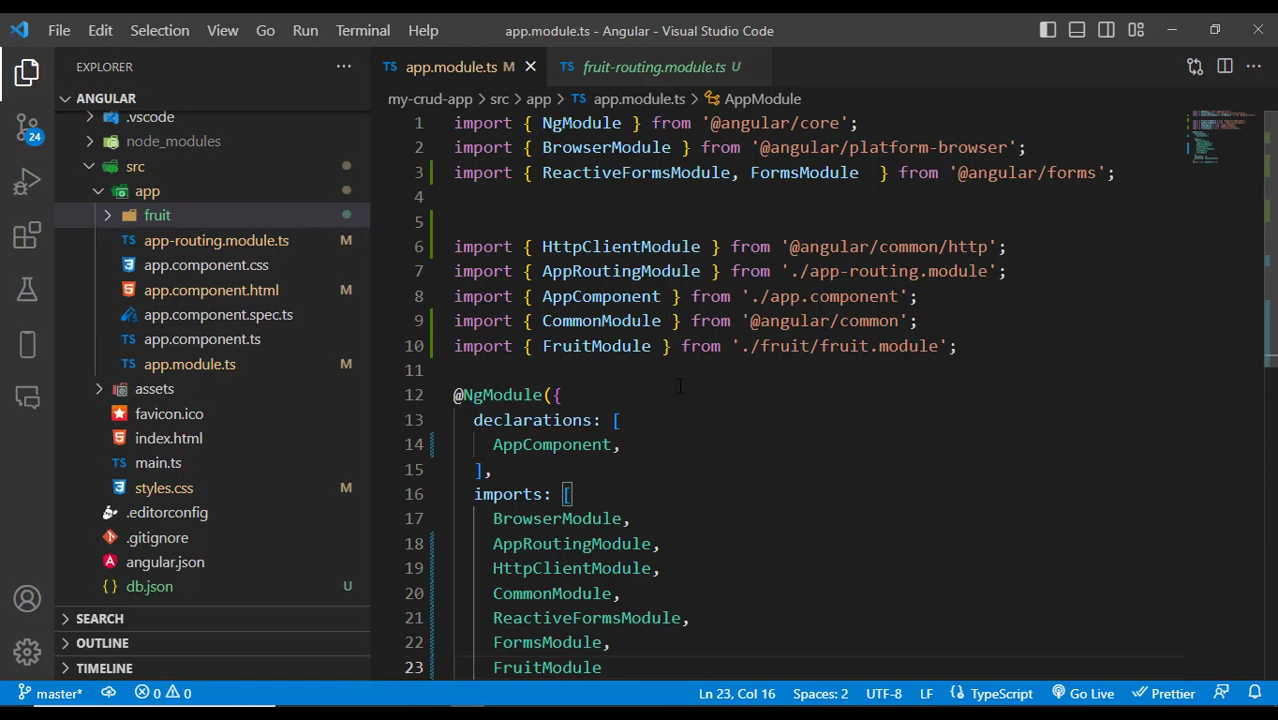 File Edit Selection View Go Run Terminal Help
app.module.ts - Angular - Visual Studio Code
EXPLORER
ANGULAR
.vscode
node_modules
src
app
fruit
TS app-routing.module.ts M
app.component.css
app.component.html M
app.component.spec.ts
TS app.component.ts
TS app.module.ts M
assets
favicon.ico
index.html
TS main.ts
styles.css M
.editorconfig
.gitignore
angular.json
{} db.json U
SEARCH
OUTLINE
TIMELINE
24
TS app.module.ts M
TS fruit-routing.module.ts U
my-crud-app > src > app > TS app.module.ts > AppModule
1 import { NgModule } from '@angular/core';
2 import { BrowserModule } from '@angular/platform-browser';
3 import { ReactiveFormsModule, FormsModule  } from '@angular/forms';
4
5
6 import { HttpClientModule } from '@angular/common/http';
7 import { AppRoutingModule } from './app-routing.module';
8 import { AppComponent } from './app.component';
9 import { CommonModule } from '@angular/common';
10 import { FruitModule } from './fruit/fruit.module';
11
12 @NgModule({
13 declarations: [
14 AppComponent,
15 ],
16 imports: [
17 BrowserModule,
18 AppRoutingModule,
19 HttpClientModule,
20 CommonModule,
21 ReactiveFormsModule,
22 FormsModule,
23 FruitModule
master* 0 0 Ln 23, Col 16 Spaces: 2 UTF-8 LF {} TypeScript Go Live Prettier